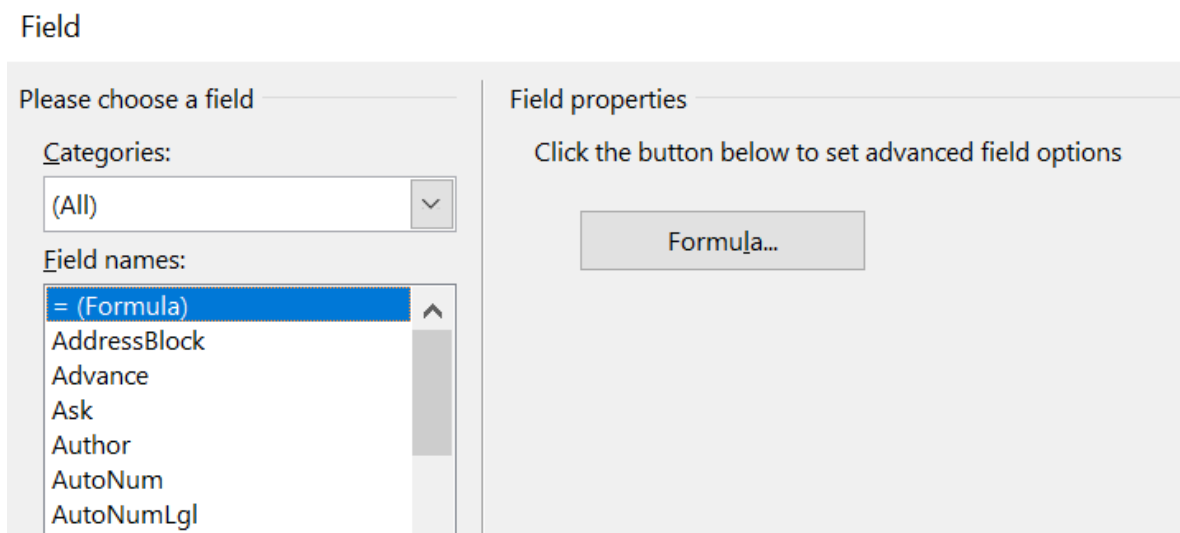 Field
Please choose a field
Categories:
(All)
Field names:
= (Formula)
AddressBlock
Advance
Ask
Author
AutoNum
AutoNumLgl
Field properties
Click the button below to set advanced field options
Formula...